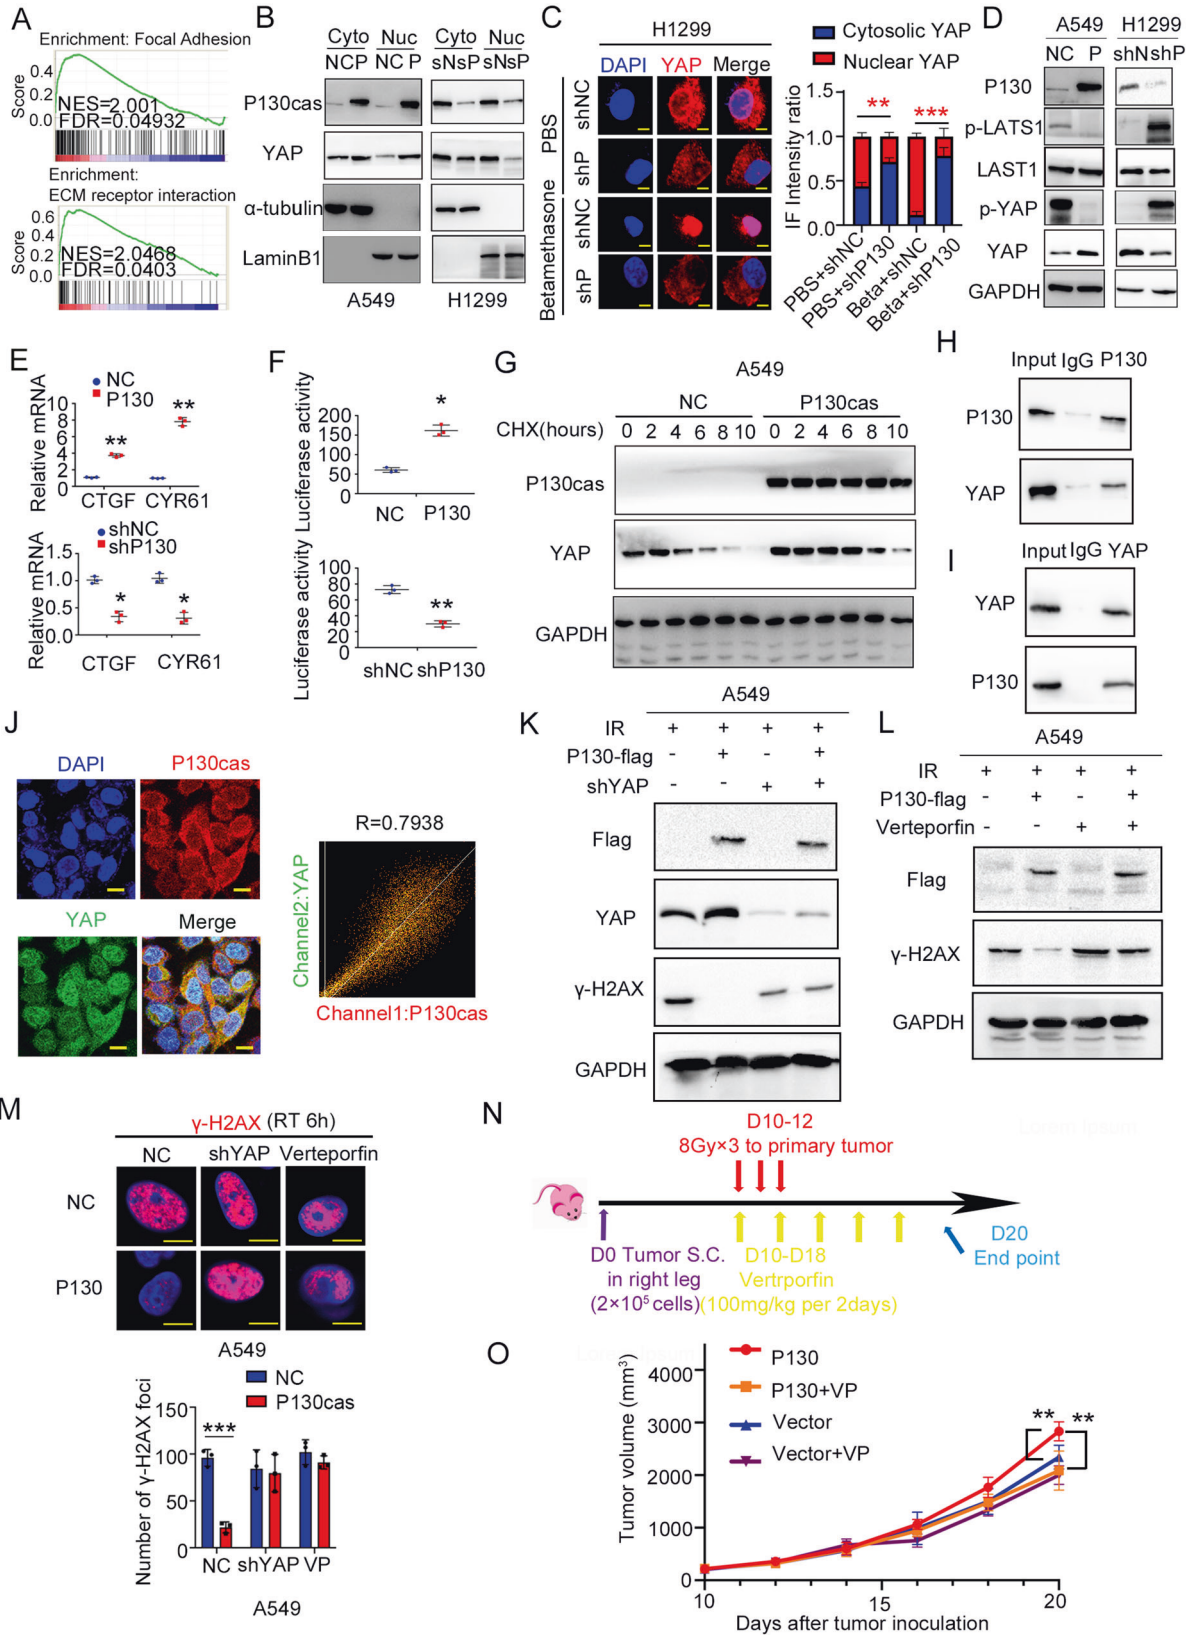 A
Enrichment: Focal Adhesion
Score
0.4
0.2
0.0
NES=2.001
FDR=0.04932
Enrichment:
ECM receptor interaction
Score
0.6
0.4
0.2
0.0
NES=2.0468
FDR=0.0403
B
Cyto Nuc Cyto Nuc
NCP NC P sNsP sNsP
P130cas
YAP
α-tubulin
LaminB1
A549 H1299
C
H1299
DAPI YAP Merge
PBS
shNC
shP
Betamethasone
shNC
shP
Cytosolic YAP
Nuclear YAP
IF Intensity ratio
1.5
1.0
0.5
0.0
** ***
PBS+shNC
PBS+shP130
Beta+shNC
Beta+shP130
D
A549 H1299
NC P shNshP
P130
p-LATS1
LAST1
p-YAP
YAP
GAPDH
E
NC
P130
Relative mRNA
10
8
6
4
2
0
** **
CTGF CYR61
shNC
shP130
Relative mRNA
1.5
1.0
0.5
0.0
* *
CTGF CYR61
F
Luciferase activity
200
150
100
50
0
*
NC P130
Luciferase activity
100
80
60
40
20
0
**
shNC shP130
G
A549
NC P130cas
CHX(hours) 0 2 4 6 8 10 0 2 4 6 8 10
P130cas
YAP
GAPDH
H
Input IgG P130
P130
YAP
I
Input IgG YAP
YAP
P130
J
DAPI P130cas
YAP Merge
R=0.7938
Channel2:YAP
Channel1:P130cas
K
A549
IR + + + +
P130-flag - + - +
shYAP - - + +
Flag
YAP
γ-H2AX
GAPDH
L
A549
IR + + + +
P130-flag - + - +
Verteporfin - - + +
Flag
γ-H2AX
GAPDH
M
γ-H2AX (RT 6h)
NC shYAP Verteporfin
NC
P130
A549
NC
P130cas
Number of γ-H2AX foci
150
100
50
0
***
NC shYAP VP
A549
N
D10-12
8Gy×3 to primary tumor
D0 Tumor S.C.
in right leg
(2×10⁵ cells)
D10-D18
Vertrporfin
(100mg/kg per 2days)
D20
End point
O
P130
P130+VP
Vector
Vector+VP
Tumor volume (mm³)
4000
3000
2000
1000
0
** **
10 15 20
Days after tumor inoculation